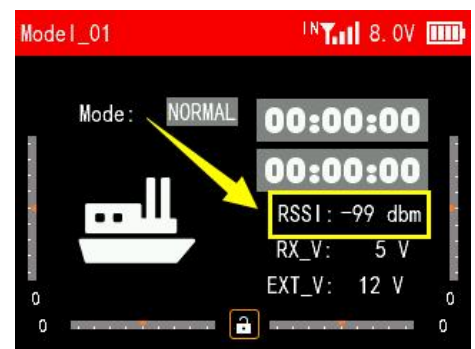 Model_01 IN 8.0V
Mode: NORMAL 00:00:00
00:00:00
RSSI: -99 dbm
RX_V: 5 V
EXT_V: 12 V
0 0
0 0